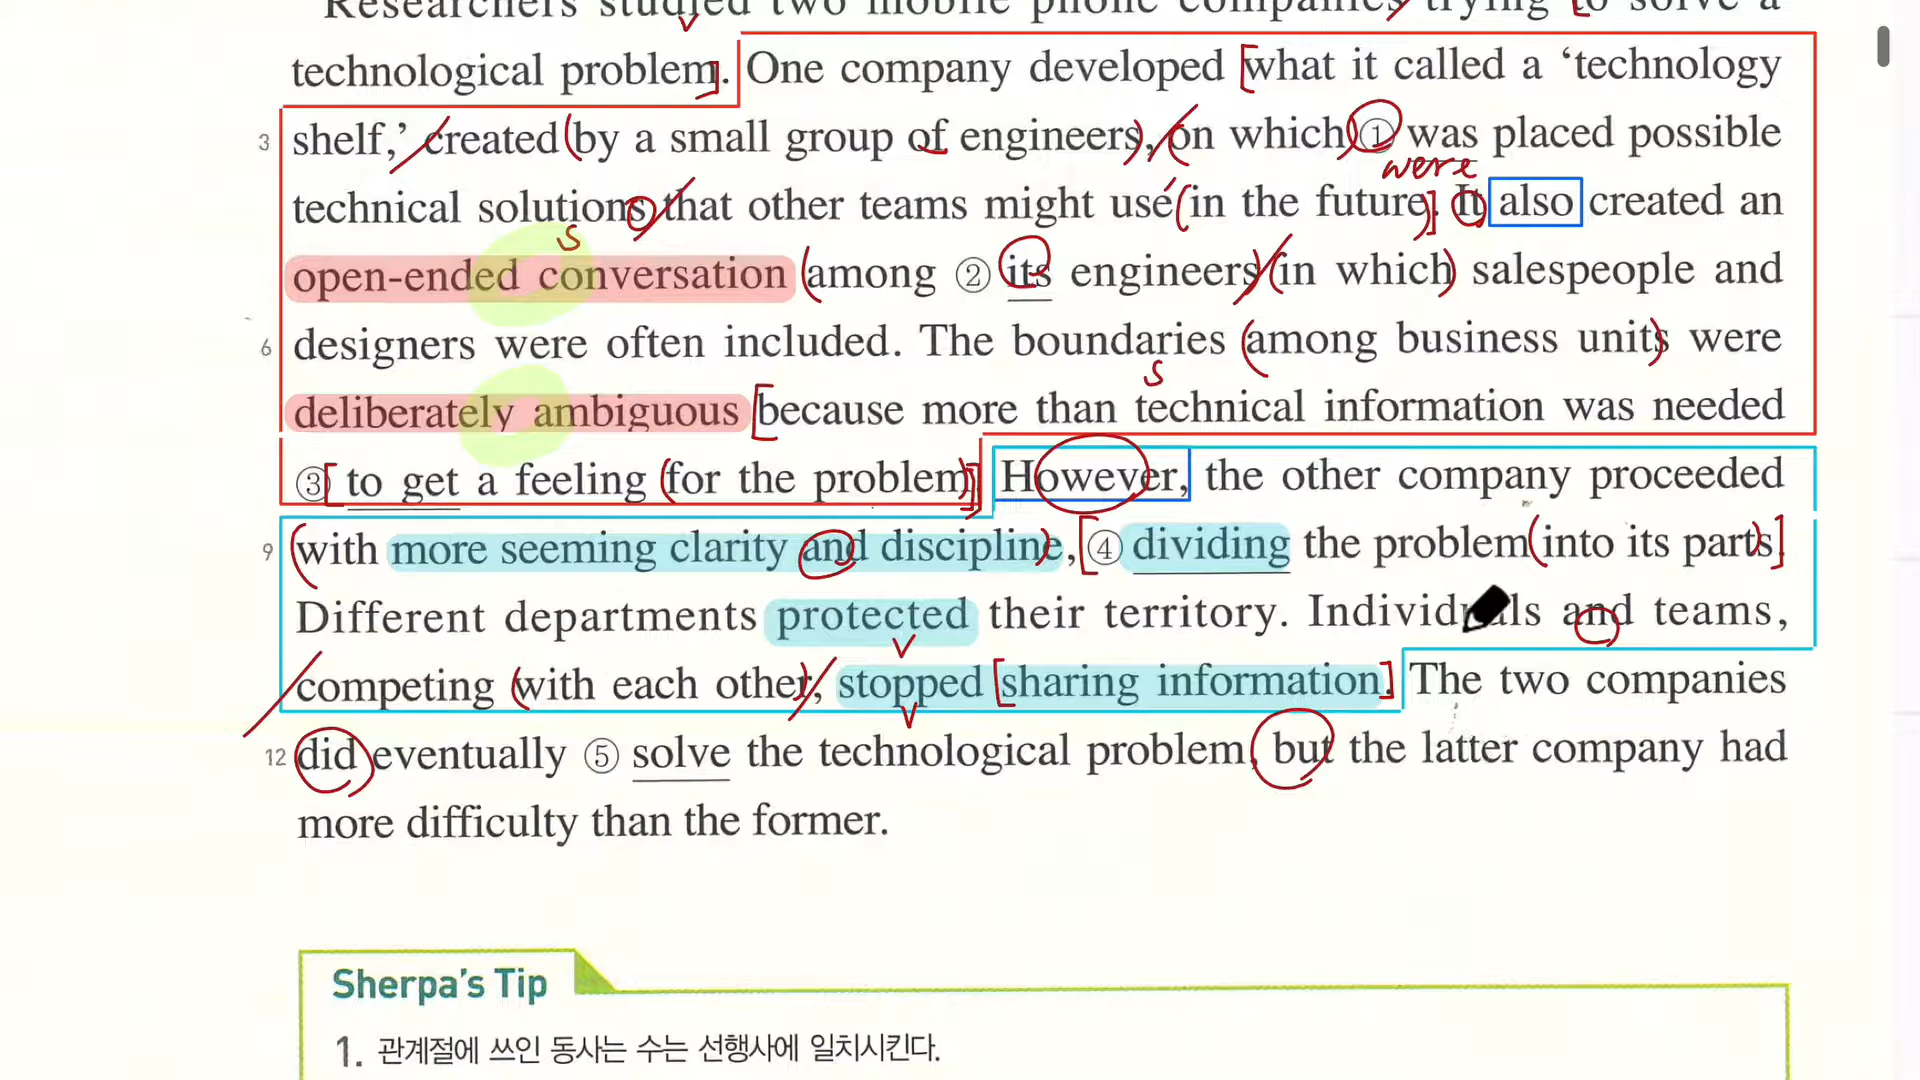 Researchers studied two mobile phone companies trying to solve a
technological problem. One company developed what it called a ‘technology
3 shelf,’ created by a small group of engineers, on which ① was placed possible
were
technical solutions that other teams might use in the future. It also created an
s
open-ended conversation among ② its engineers in which salespeople and
6 designers were often included. The boundaries among business units were
s
deliberately ambiguous because more than technical information was needed
③ to get a feeling for the problem. However, the other company proceeded
9 with more seeming clarity and discipline, ④ dividing the problem into its parts.
Different departments protected their territory. Individuals and teams,
competing with each other, stopped sharing information. The two companies
12 did eventually ⑤ solve the technological problem, but the latter company had
more difficulty than the former.
Sherpa's Tip
1. 관계절에 쓰인 동사는 수는 선행사에 일치시킨다.